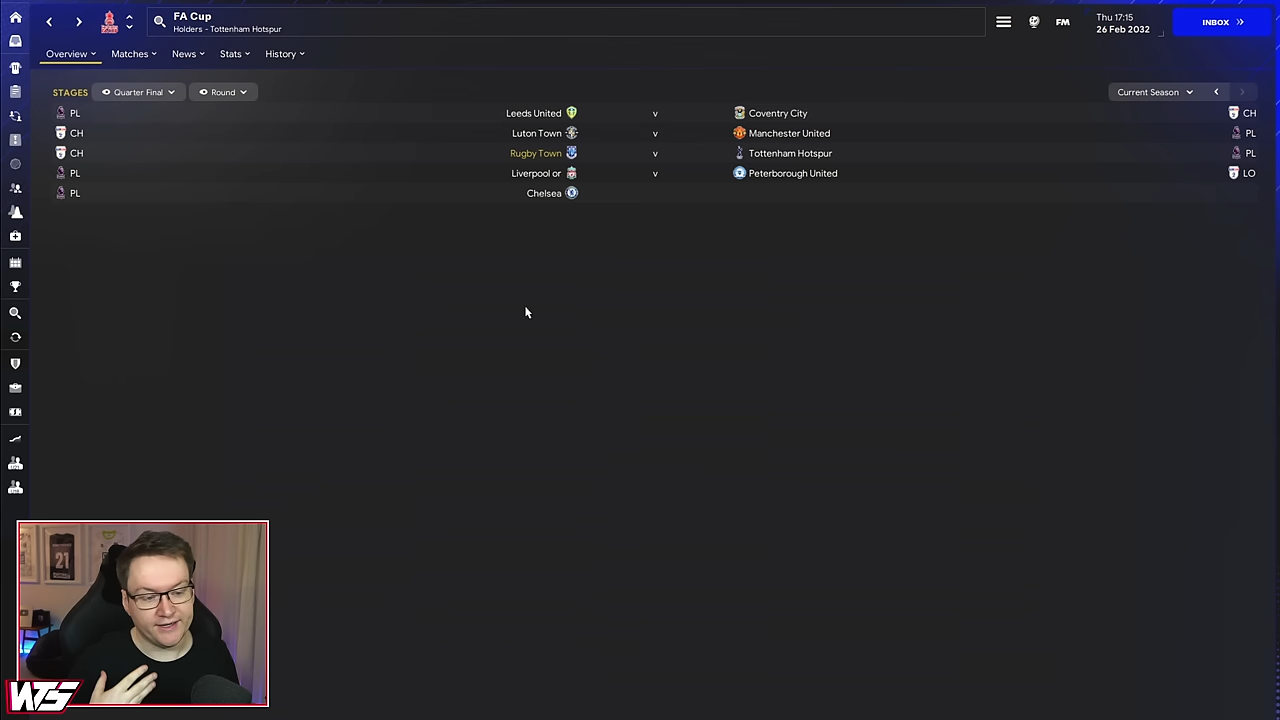 FA Cup
Holders - Tottenham Hotspur
FM
Thu 17:15
26 Feb 2032
INBOX
Overview Matches News Stats History
STAGES Quarter Final Round Current Season
PL Leeds United v Coventry City CH
CH Luton Town v Manchester United PL
CH Rugby Town v Tottenham Hotspur PL
PL Liverpool or v Peterborough United LO
PL Chelsea
21
WTS